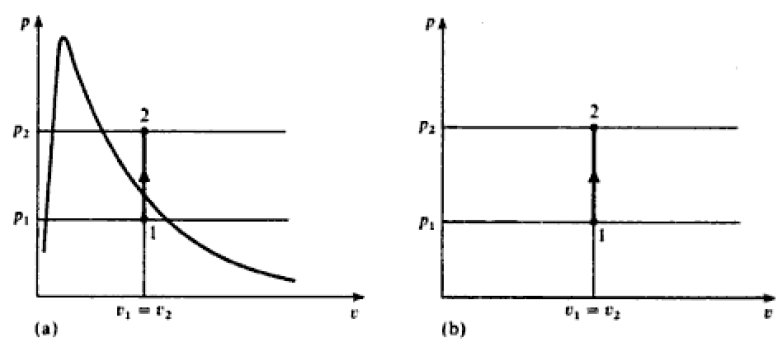 p
p₂
2
p₁
1
v₁ = v₂
v
(a)
p
p₂
2
p₁
1
v₁ = v₂
v
(b)